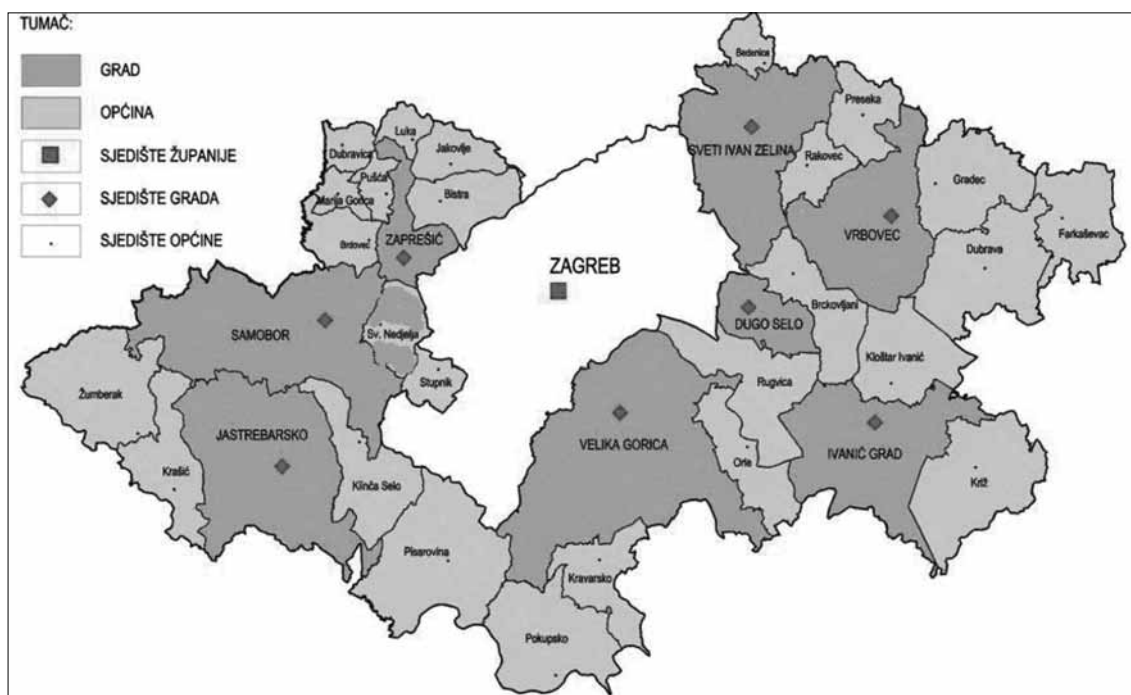 TUMAČ:
GRAD
OPĆINA
SJEDIŠTE ŽUPANIJE
SJEDIŠTE GRADA
SJEDIŠTE OPĆINE
Bedenica
Preseka
SVETI IVAN ZELINA
Rakovec
Gradec
Farkaševac
VRBOVEC
Dubrava
Luka
Jakovlje
Dubravica
Pušća
Marija Gorica
Bistra
Brdovec
ZAPREŠIĆ
ZAGREB
Brckovljani
DUGO SELO
SAMOBOR
Sv. Nedjelja
Stupnik
Kloštar Ivanić
Rugvica
Žumberak
JASTREBARSKO
VELIKA GORICA
IVANIĆ GRAD
Orle
Krašić
Klinča Selo
Križ
Pisarovina
Kravarsko
Pokupsko